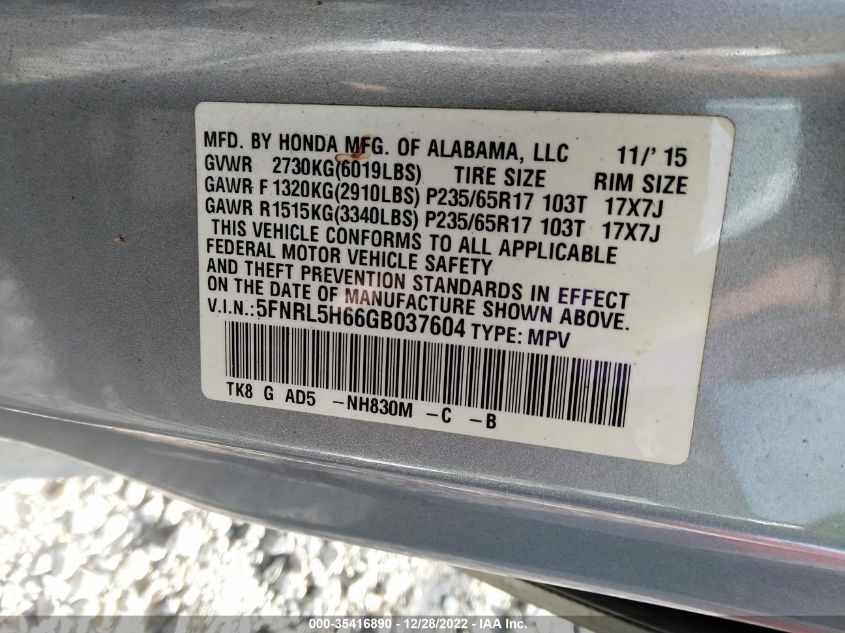 MFD. BY HONDA MFG. OF ALABAMA, LLC 11/' 15
GVWR 2730KG(6019LBS) TIRE SIZE RIM SIZE
GAWR F 1320KG(2910LBS) P235/65R17 103T 17X7J
GAWR R1515KG(3340LBS) P235/65R17 103T 17X7J
THIS VEHICLE CONFORMS TO ALL APPLICABLE
FEDERAL MOTOR VEHICLE SAFETY
AND THEFT PREVENTION STANDARDS IN EFFECT
ON THE DATE OF MANUFACTURE SHOWN ABOVE.
V.I.N.:5FNRL5H66GB037604 TYPE: MPV
TK8 G AD5 -NH830M -C -B
000-35416890 - 12/28/2022 - IAA Inc.